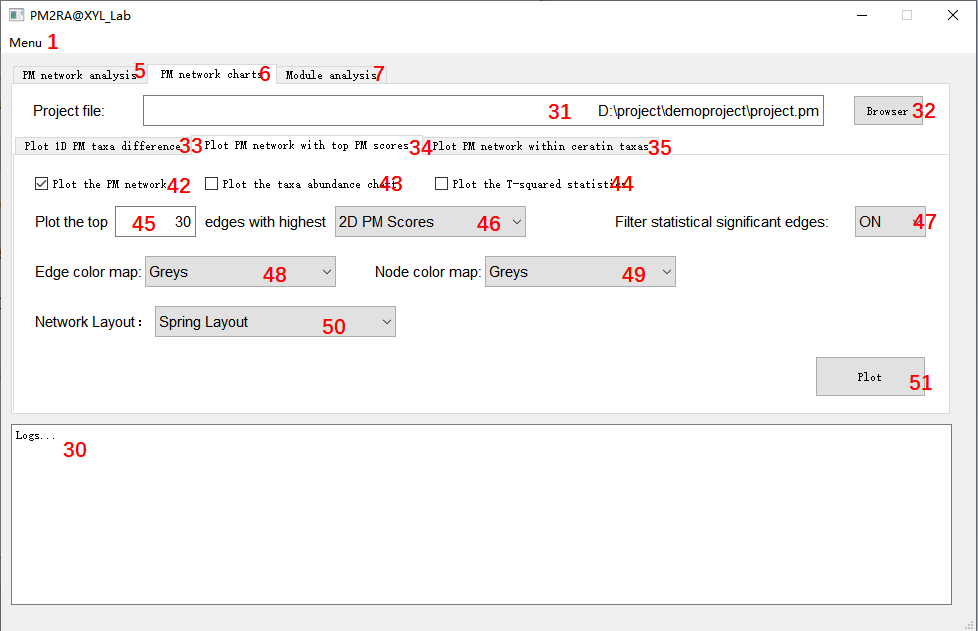 PM2RA@XYL_Lab
Menu 1
PM network analysis 5 PM network charts 6 Module analysis 7
Project file: 31 D:\project\demoproject\project.pm Browser 32
Plot 1D PM taxa difference 33 Plot PM network with top PM scores 34 Plot PM network within ceratin taxas 35
Plot the PM network 42 Plot the taxa abundance 43 Plot the T-squared 44
Plot the top 45 30 edges with highest 2D PM Scores 46 Filter statistical significant edges: ON 47
Edge color map: Greys 48 Node color map: Greys 49
Network Layout: Spring Layout 50
Plot 51
Logs...
30